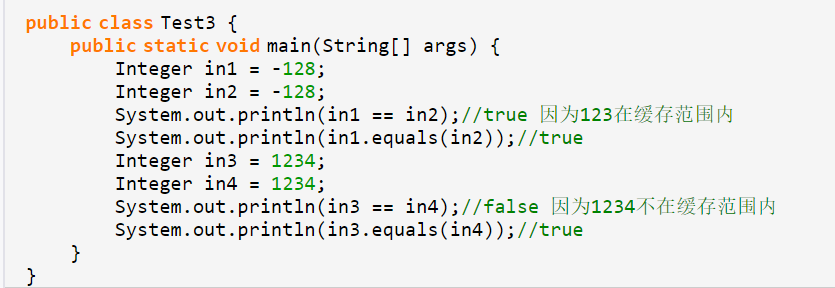 public class Test3 {
    public static void main(String[] args) {
        Integer in1 = -128;
        Integer in2 = -128;
        System.out.println(in1 == in2);//true 因为123在缓存范围内
        System.out.println(in1.equals(in2));//true
        Integer in3 = 1234;
        Integer in4 = 1234;
        System.out.println(in3 == in4);//false 因为1234不在缓存范围内
        System.out.println(in3.equals(in4));//true
    }
}